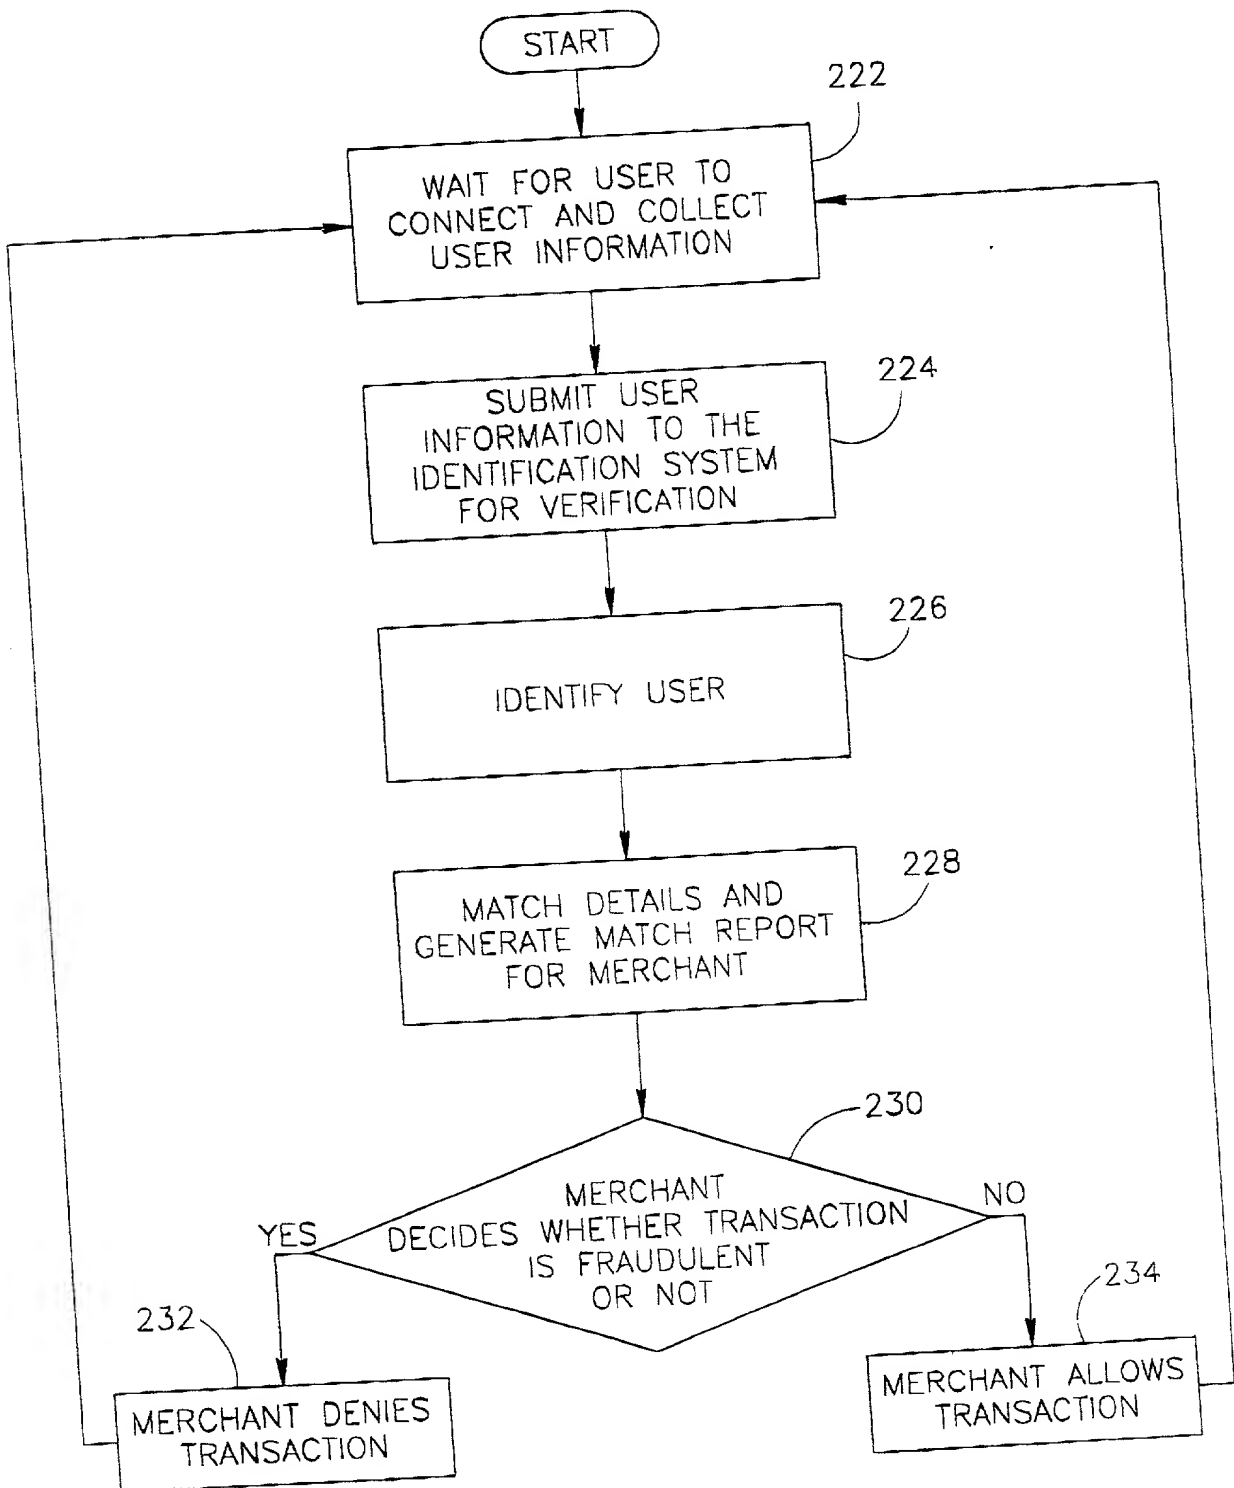 START
222
WAIT FOR USER TO
CONNECT AND COLLECT
USER INFORMATION
224
SUBMIT USER
INFORMATION TO THE
IDENTIFICATION SYSTEM
FOR VERIFICATION
226
IDENTIFY USER
228
MATCH DETAILS AND
GENERATE MATCH REPORT
FOR MERCHANT
230
MERCHANT
DECIDES WHETHER TRANSACTION
IS FRAUDULENT
OR NOT
YES
NO
232
MERCHANT DENIES
TRANSACTION
234
MERCHANT ALLOWS
TRANSACTION